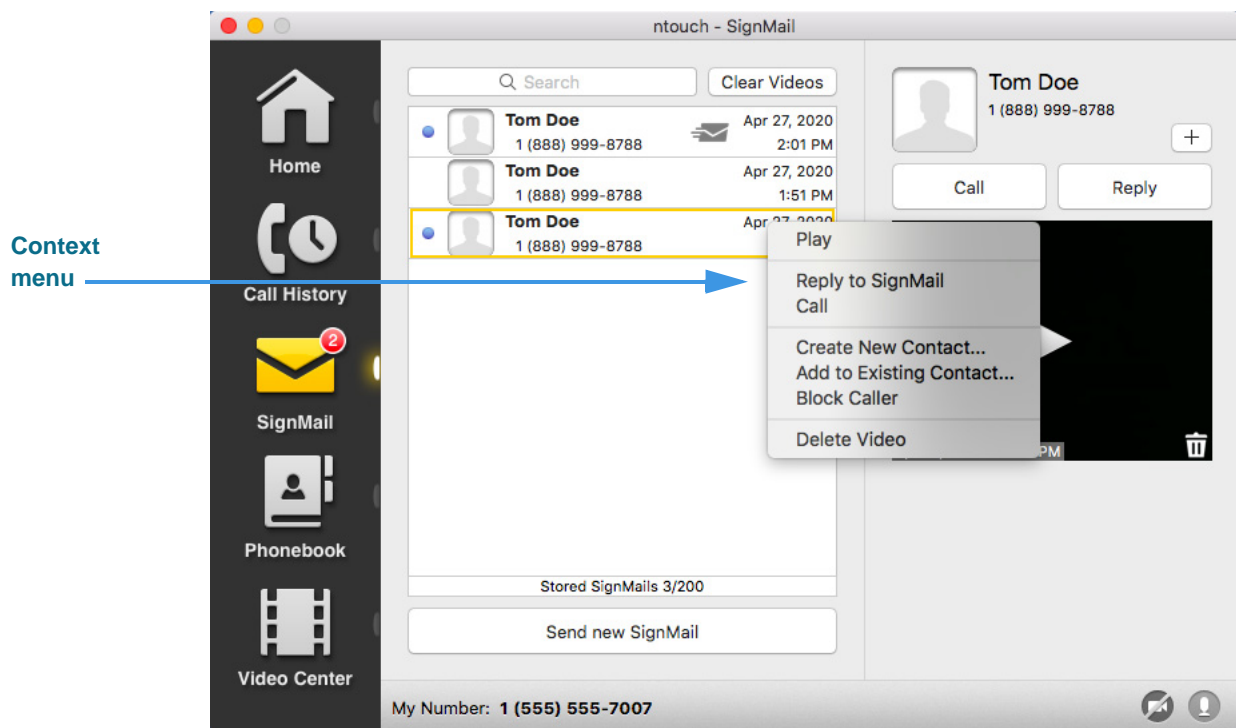 ntouch - SignMail
Context
menu
Home
Call History
2
SignMail
Phonebook
Video Center
Search
Clear Videos
Tom Doe
Apr 27, 2020
1 (888) 999-8788
2:01 PM
Tom Doe
Apr 27, 2020
1 (888) 999-8788
1:51 PM
Tom Doe
Apr 27, 2020
1 (888) 999-8788
Stored SignMails 3/200
Send new SignMail
Play
Reply to SignMail
Call
Create New Contact...
Add to Existing Contact...
Block Caller
Delete Video
Tom Doe
1 (888) 999-8788
+
Call
Reply
PM
My Number: 1 (555) 555-7007